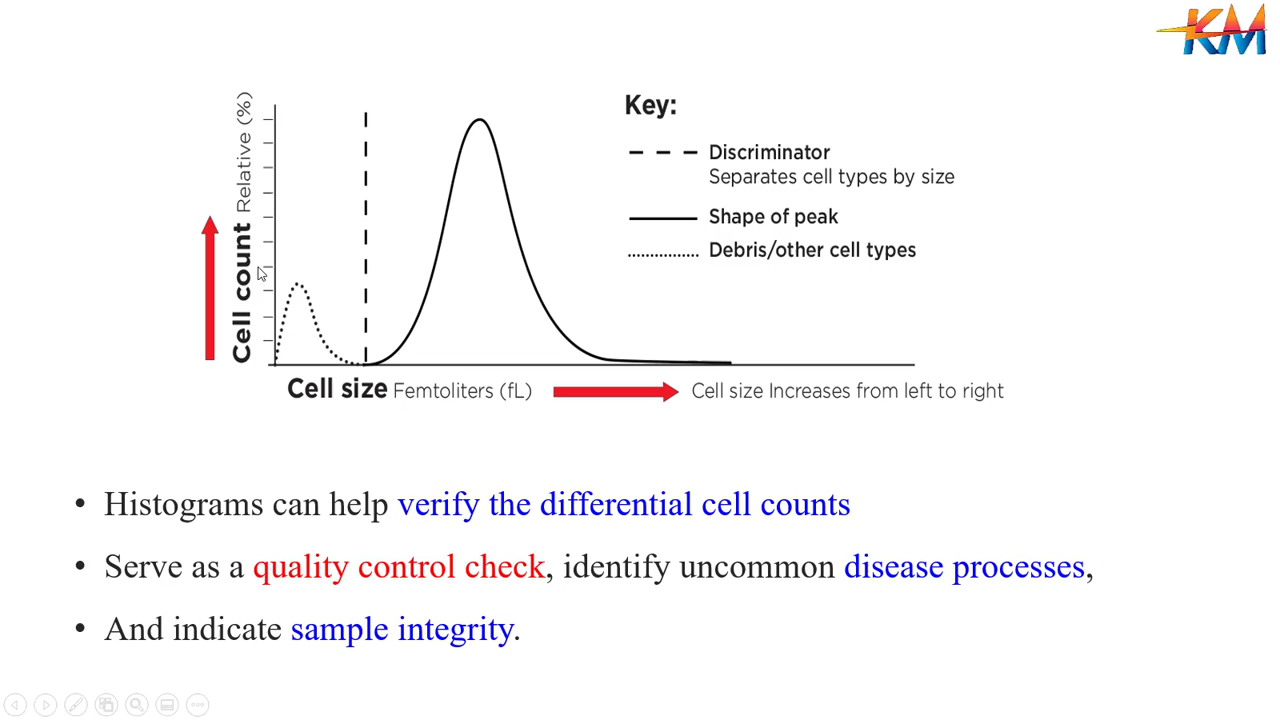 KM
Key:
Discriminator
Separates cell types by size
Shape of peak
Debris/other cell types
Cell count Relative (%)
Cell size Femtoliters (fL)
Cell size Increases from left to right
• Histograms can help verify the differential cell counts
• Serve as a quality control check, identify uncommon disease processes,
• And indicate sample integrity.